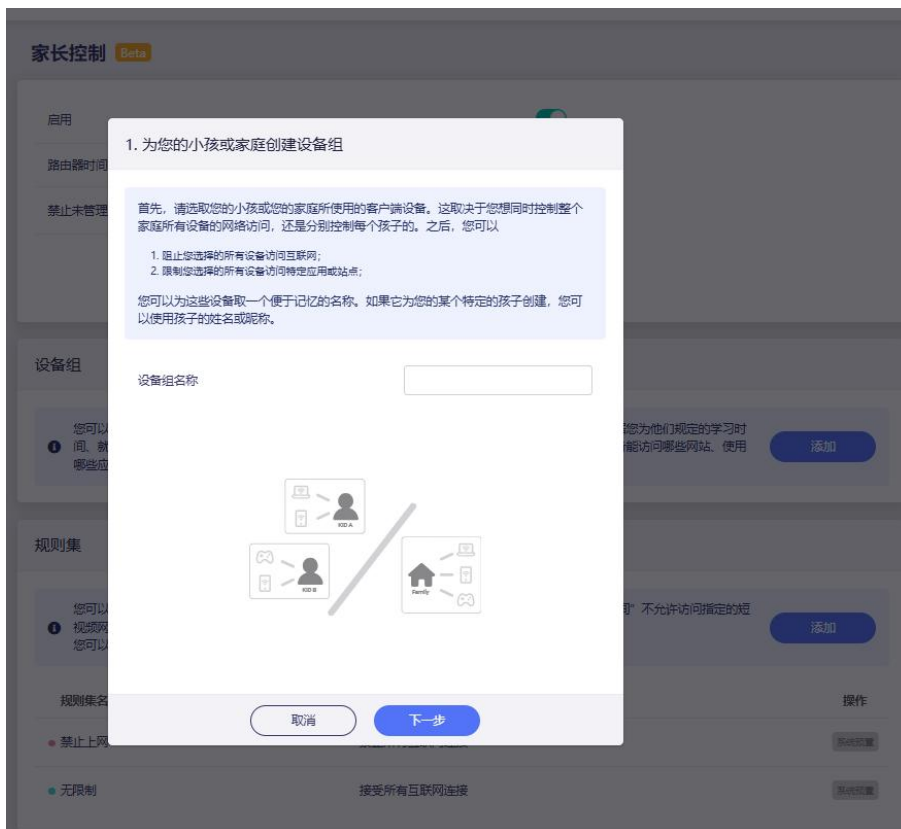 家长控制 Beta
启用
路由器时间
禁止未管理
1. 为您的小孩或家庭创建设备组
首先，请选取您的小孩或您的家庭所使用的客户端设备。这取决于您想同时控制整个
家庭所有设备的网络访问，还是分别控制每个孩子的。之后，您可以
1. 阻止您选择的所有设备访问互联网;
2. 限制您选择的所有设备访问特定应用或站点;
您可以为这些设备取一个便于记忆的名称。如果它为您的某个特定的孩子创建，您可
以使用孩子的姓名或昵称。
设备组名称
KID A
KID B
Family
取消
下一步
设备组
您可以
间、就
哪些应
您为他们规定的学习时
能访问哪些网站、使用
添加
规则集
您可以
视频网
您可以
” 不允许访问指定的短
添加
规则集名
操作
禁止上网
系统预置
无限制
接受所有互联网连接
系统预置